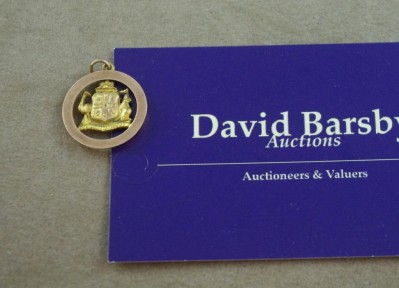 David Barsby
Auctions
Auctioneers & Valuers